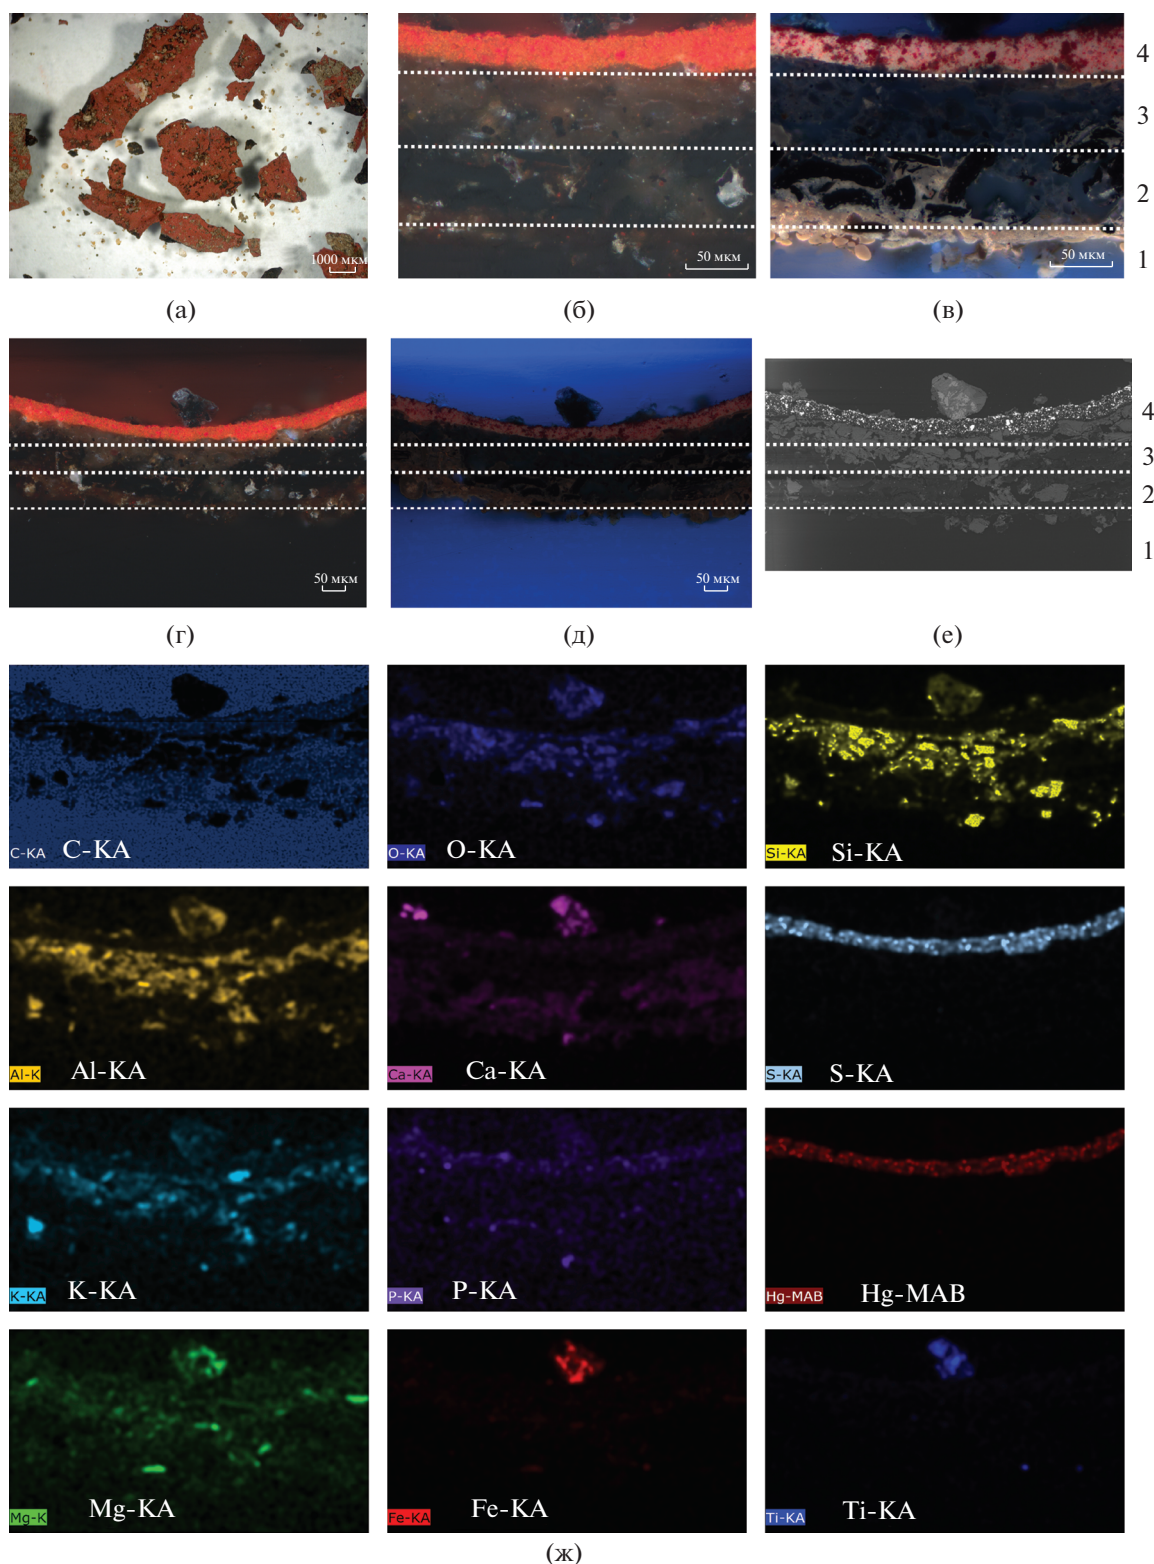 1000 мкм
50 мкм
50 мкм
4
3
2
1
(а)
(б)
(в)
50 мкм
50 мкм
4
3
2
1
(г)
(д)
(е)
C-KA C-KA
O-KA O-KA
Si-KA Si-KA
Al-K Al-KA
Ca-KA Ca-KA
S-KA S-KA
K-KA K-KA
P-KA P-KA
Hg-MAB Hg-MAB
Mg-K Mg-KA
Fe-KA Fe-KA
Ti-KA Ti-KA
(ж)